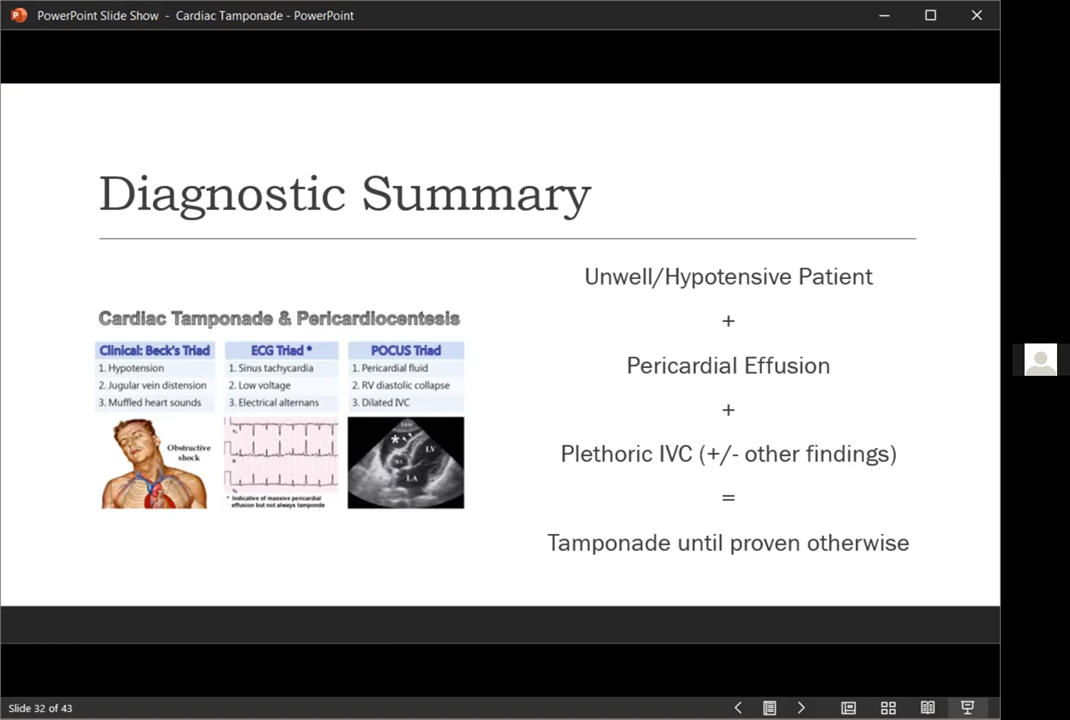 PowerPoint Slide Show - Cardiac Tamponade - PowerPoint
Diagnostic Summary
Cardiac Tamponade & Pericardiocentesis
Clinical: Beck's Triad
1. Hypotension
2. Jugular vein distension
3. Muffled heart sounds
Obstructive
shock
ECG Triad *
1. Sinus tachycardia
2. Low voltage
3. Electrical alternans
* Indicative of massive pericardial
effusion but not always tamponde
POCUS Triad
1. Pericardial fluid
2. RV diastolic collapse
3. Dilated IVC
*
LV
LA
Unwell/Hypotensive Patient
+
Pericardial Effusion
+
Plethoric IVC (+/- other findings)
=
Tamponade until proven otherwise
Slide 32 of 43